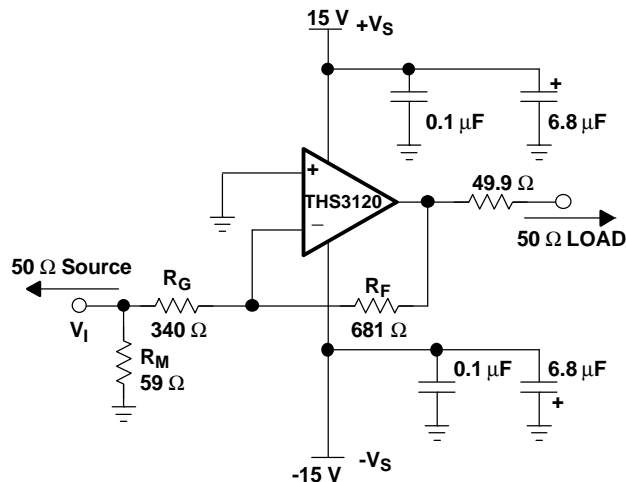 15 V
+VS
+
0.1 μF
6.8 μF
+
THS3120
−
49.9 Ω
50 Ω LOAD
50 Ω Source
RG
RF
VI
340 Ω
681 Ω
RM
59 Ω
0.1 μF
6.8 μF
+
-VS
-15 V